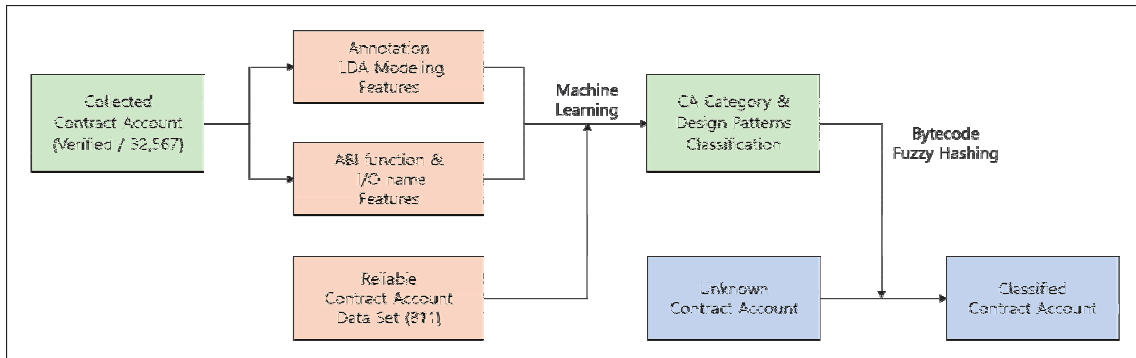 Collected
Contract Account
(Verified / 32,567)
Annotation
LDA Modeling
Features
ABI function &
I/O name
Features
Reliable
Contract Account
Data Set (811)
Machine
Learning
CA Category &
Design Patterns
Classification
Bytecode
Fuzzy Hashing
Unknown
Contract Account
Classified
Contract Account